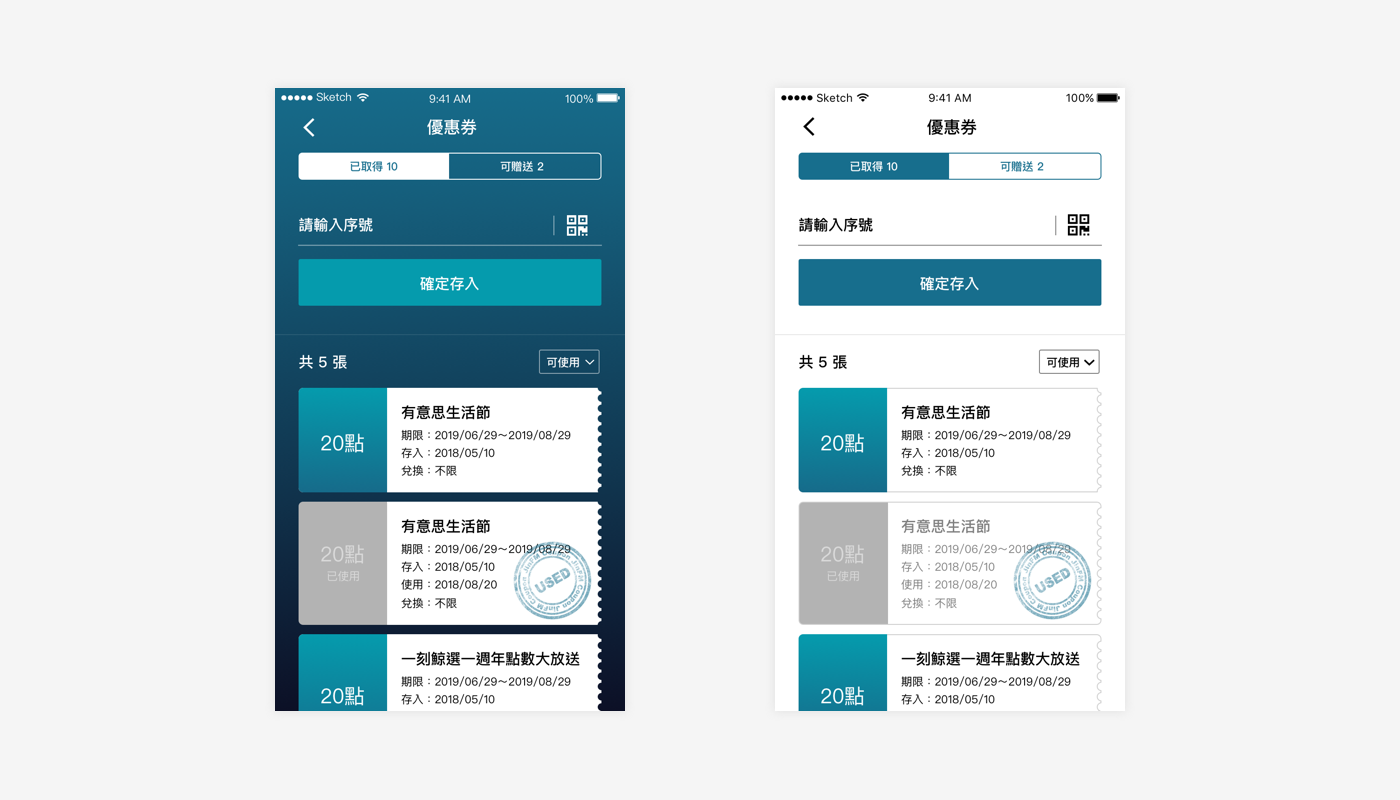 Sketch 9:41 AM 100%
優惠券
已取得 10 可贈送 2
請輸入序號
確定存入
共 5 張 可使用
20點
有意思生活節
期限：2019/06/29～2019/08/29
存入：2018/05/10
兌換：不限
20點
已使用
有意思生活節
期限：2019/06/29～2019/08/29
存入：2018/05/10
使用：2018/08/20
兌換：不限
USED
JinFM Coupon JinFM Coupon
20點
一刻鯨選一週年點數大放送
期限：2019/06/29～2019/08/29
存入：2018/05/10
Sketch 9:41 AM 100%
優惠券
已取得 10 可贈送 2
請輸入序號
確定存入
共 5 張 可使用
20點
有意思生活節
期限：2019/06/29～2019/08/29
存入：2018/05/10
兌換：不限
20點
已使用
有意思生活節
期限：2019/06/29～2019/08/29
存入：2018/05/10
使用：2018/08/20
兌換：不限
USED
JinFM Coupon JinFM Coupon
20點
一刻鯨選一週年點數大放送
期限：2019/06/29～2019/08/29
存入：2018/05/10